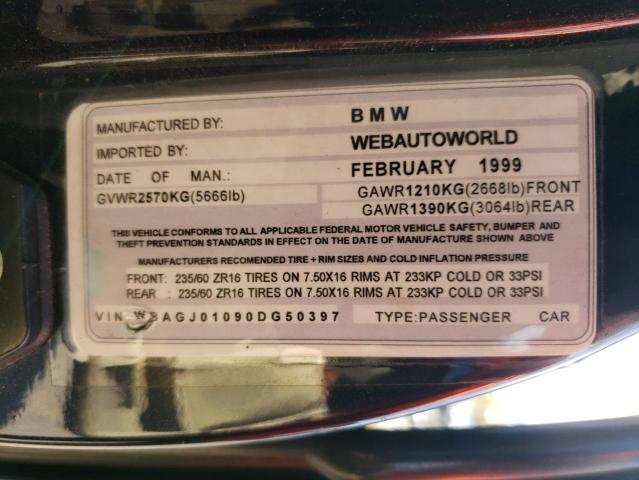 MANUFACTURED BY: BMW
IMPORTED BY: WEBAUTOWORLD
DATE OF MAN.: FEBRUARY 1999
GVWR2570KG(5666lb) GAWR1210KG(2668lb)FRONT
GAWR1390KG(3064lb)REAR
THIS VEHICLE CONFORMS TO ALL APPLICABLE FEDERAL MOTOR VEHICLE SAFETY, BUMPER AND
THEFT PREVENTION STANDARDS IN EFFECT ON THE DATE OF MANUFACTURE SHOWN ABOVE
MANUFACTURERS RECOMENDED TIRE + RIM SIZES AND COLD INFLATION PRESSURE
FRONT: 235/60 ZR16 TIRES ON 7.50X16 RIMS AT 233KP COLD OR 33PSI
REAR : 235/60 ZR16 TIRES ON 7.50X16 RIMS AT 233KP COLD OR 33PSI
VIN WBAGJ01090DG50397 TYPE:PASSENGER CAR